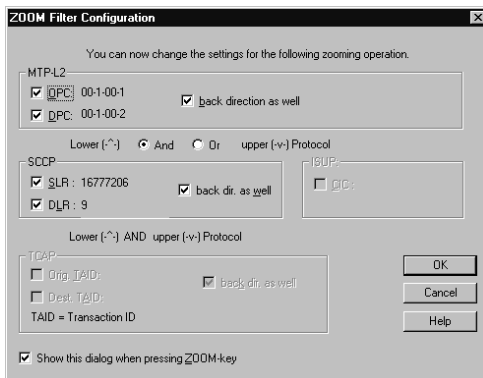 ZOOM Filter Configuration
You can now change the settings for the following zooming operation.
MTP-L2
OPC: 00-1-00-1
back direction as well
DPC: 00-1-00-2
Lower (-^-) And Or upper (-v-) Protocol
SCCP
SLR : 16777206
back dir. as well
DLR : 9
ISUP:
CIC :
Lower (-^-) AND upper (-v-) Protocol
TCAP
Orig. TAID:
back dir. as well
Dest. TAID:
TAID = Transaction ID
OK
Cancel
Help
Show this dialog when pressing ZOOM-key